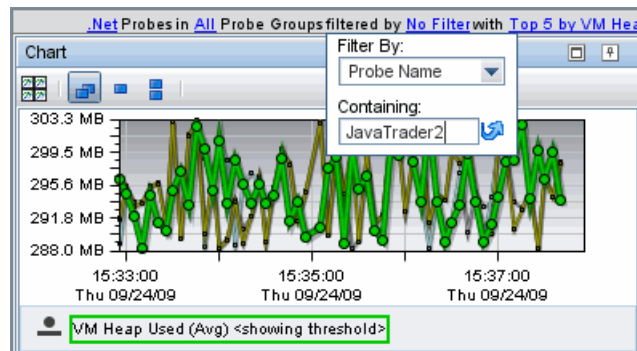 .Net Probes in All Probe Groups filtered by No Filter with Top 5 by VM Hea
Chart
Filter By:
Probe Name
Containing:
JavaTrader2
303.3 MB
299.5 MB
295.6 MB
291.8 MB
288.0 MB
15:33:00 15:35:00 15:37:00
Thu 09/24/09 Thu 09/24/09 Thu 09/24/09
VM Heap Used (Avg) <showing threshold>